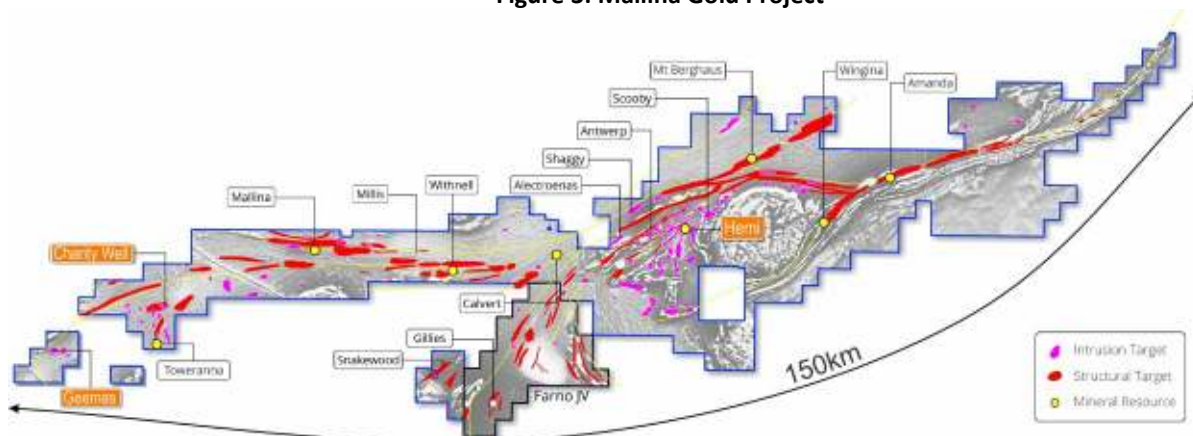 Figure 5: Mallina Gold Project
Mt Berghaus
Wingina
Scooby
Amanda
Antwerp
Shaggy
Alectroenas
Withnell
Millis
Mallina
Hemi
Charity Well
Calvert
Gillies
Snakewood
Toweranna
Geemas
Farno JV
150km
Intrusion Target
Structural Target
Mineral Resource